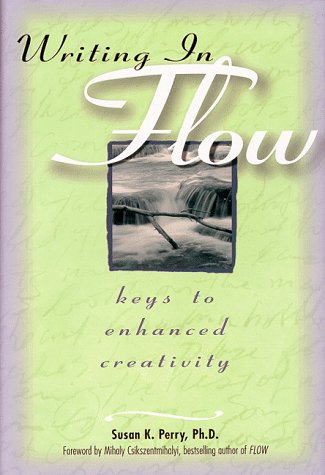 Writing In
Flow
keys to
enhanced
creativity
Susan K. Perry, Ph.D.
Foreword by Mihaly Csikszentmihalyi, bestselling author of FLOW